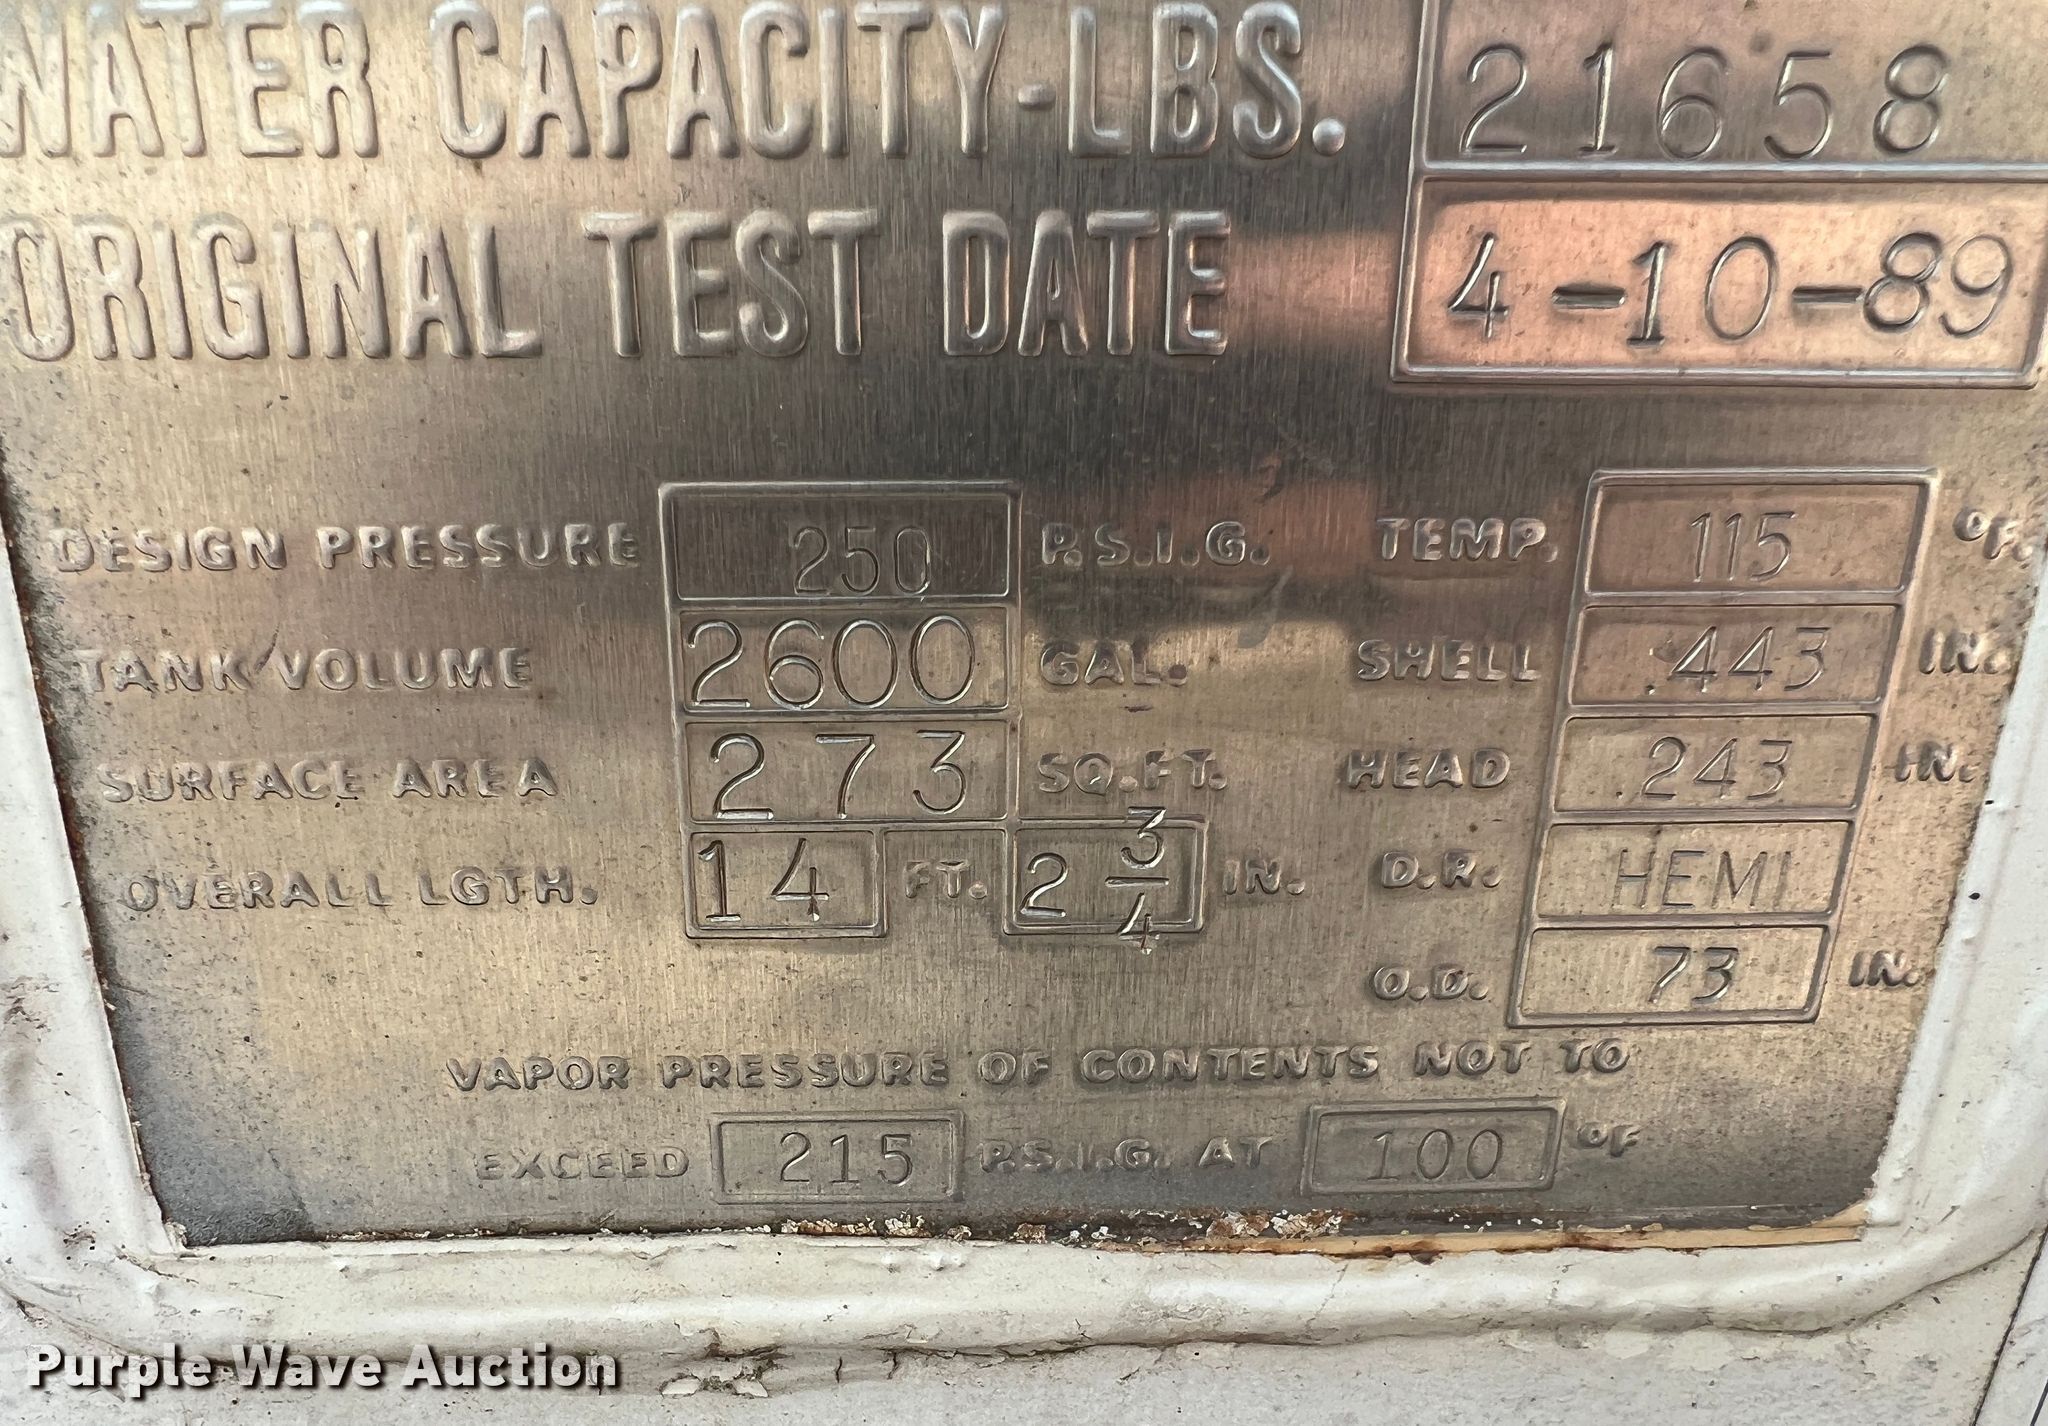 WATER CAPACITY-LBS. 21658
ORIGINAL TEST DATE 4-10-89
DESIGN PRESSURE 250 P.S.I.G. TEMP. 115 °F.
TANK VOLUME 2600 GAL. SHELL .443 IN.
SURFACE AREA 273 SQ.FT. HEAD .243 IN.
OVERALL LGTH. 14 FT. 2 3/4 IN. D.R. HEMI
O.D. 73 IN.
VAPOR PRESSURE OF CONTENTS NOT TO
EXCEED 215 P.S.I.G. AT 100 °F
Purple Wave Auction